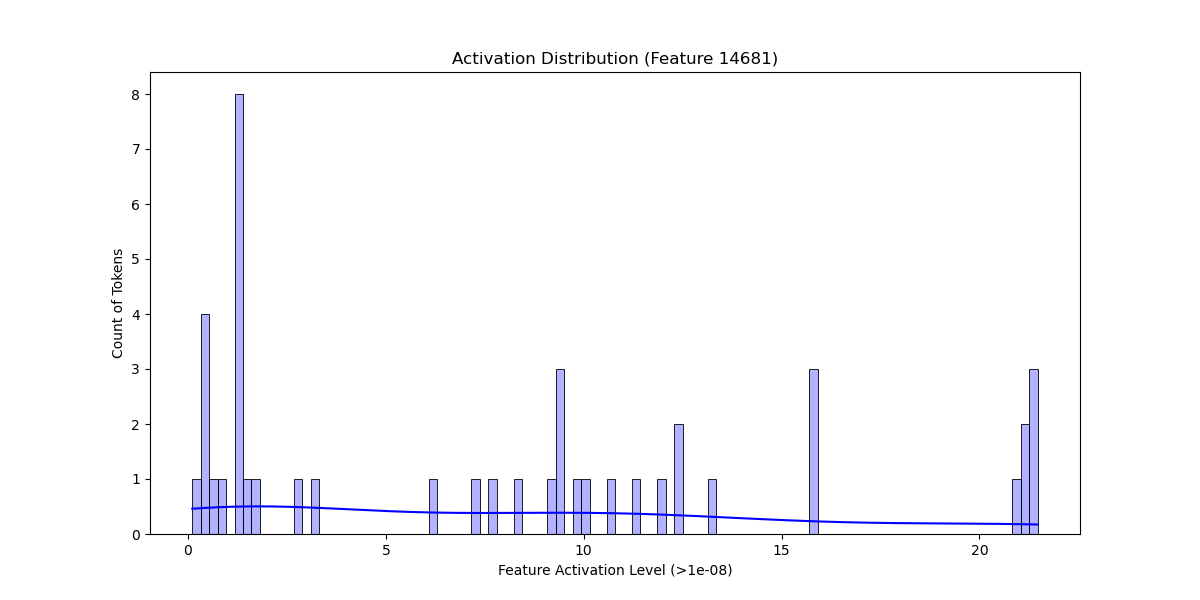 Activation Distribution (Feature 14681)
8
7
6
5
4
3
2
1
0
Count of Tokens
0 5 10 15 20
Feature Activation Level (>1e-08)